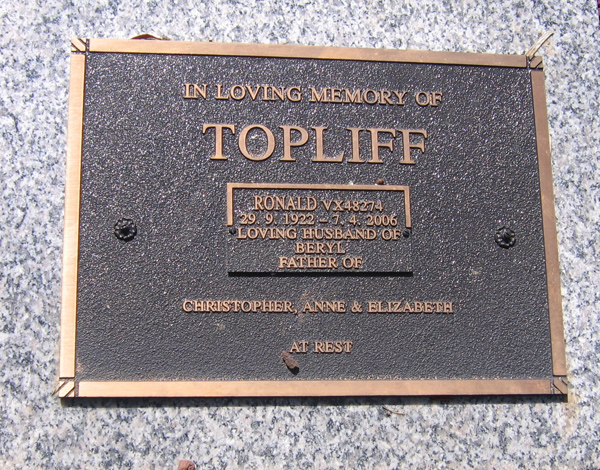 IN LOVING MEMORY OF
TOPLIFF
RONALD VX48274
29. 9. 1922 – 7. 4. 2006
LOVING HUSBAND OF
BERYL
FATHER OF
CHRISTOPHER, ANNE & ELIZABETH
AT REST